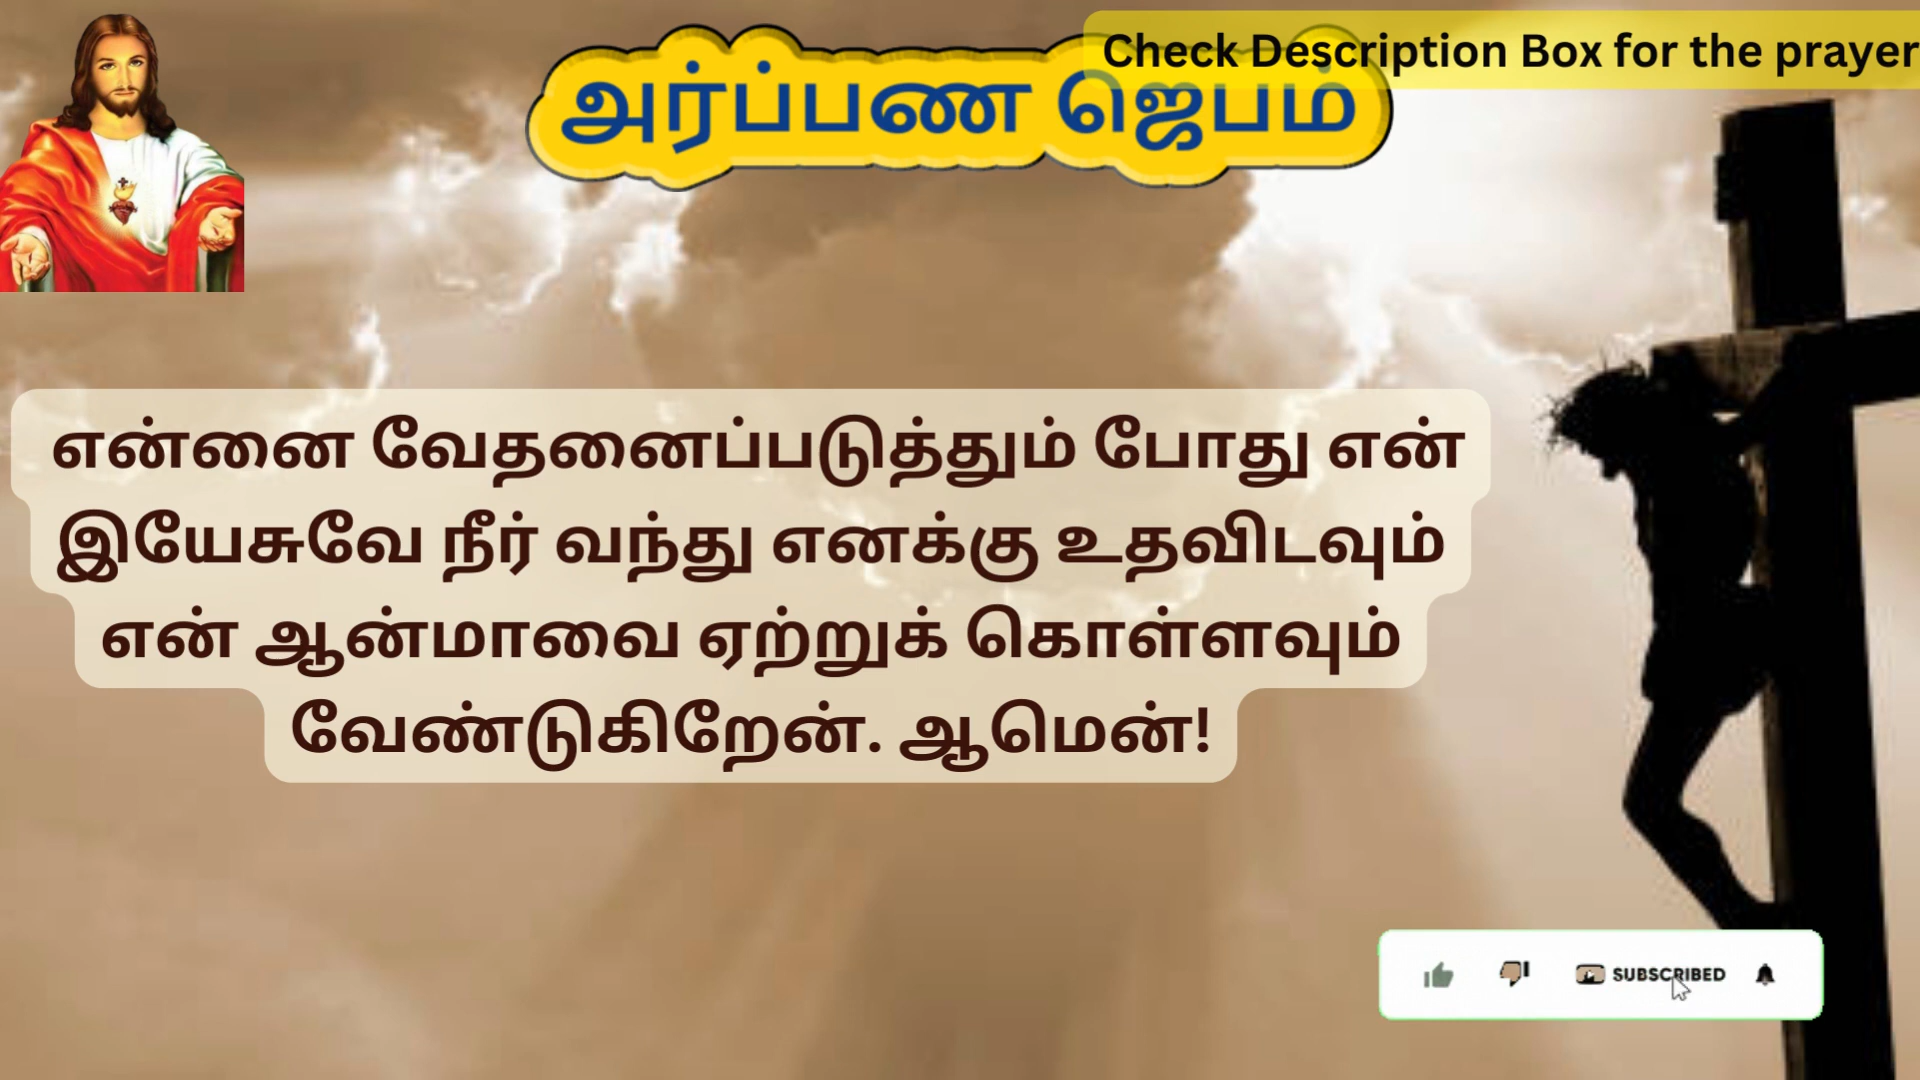 Check Description Box for the prayer
அர்ப்பண ஜெபம்
என்னை வேதனைப்படுத்தும் போது என்
இயேசுவே நீர் வந்து எனக்கு உதவிடவும்
என் ஆன்மாவை ஏற்றுக் கொள்ளவும்
வேண்டுகிறேன். ஆமென்!
SUBSCRIBED